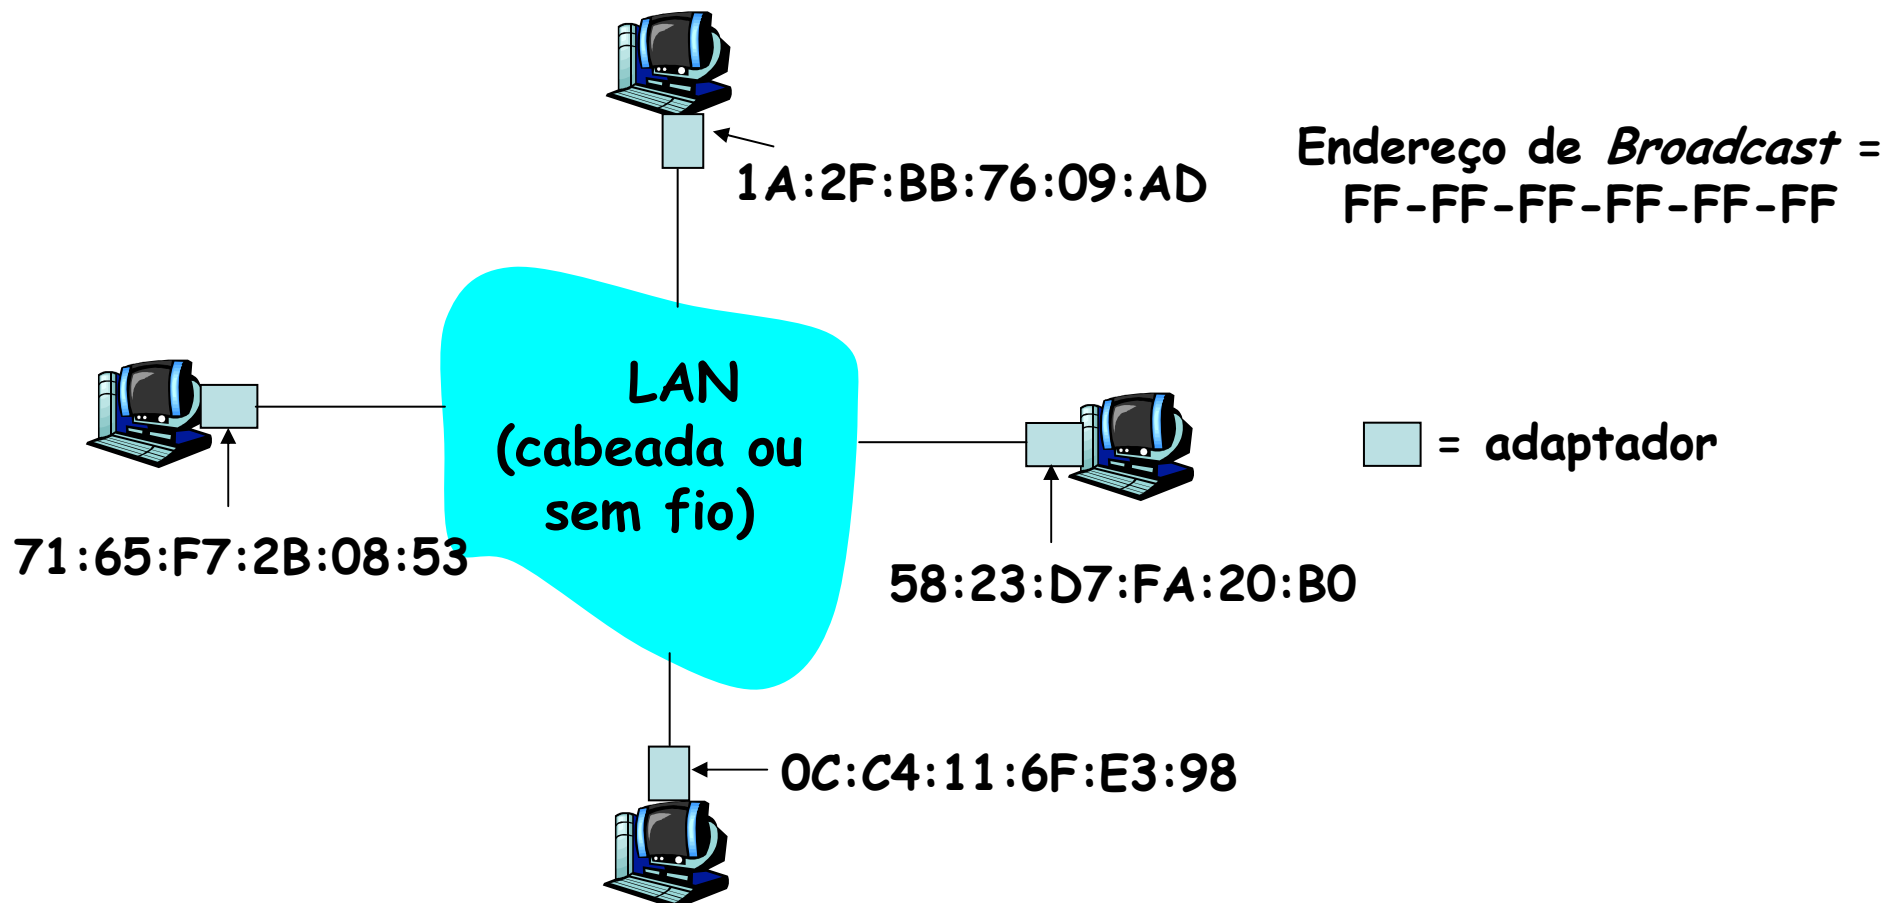 1A:2F:BB:76:09:AD
Endereço de Broadcast =
FF-FF-FF-FF-FF-FF
LAN
(cabeada ou
sem fio)
= adaptador
71:65:F7:2B:08:53
58:23:D7:FA:20:B0
0C:C4:11:6F:E3:98